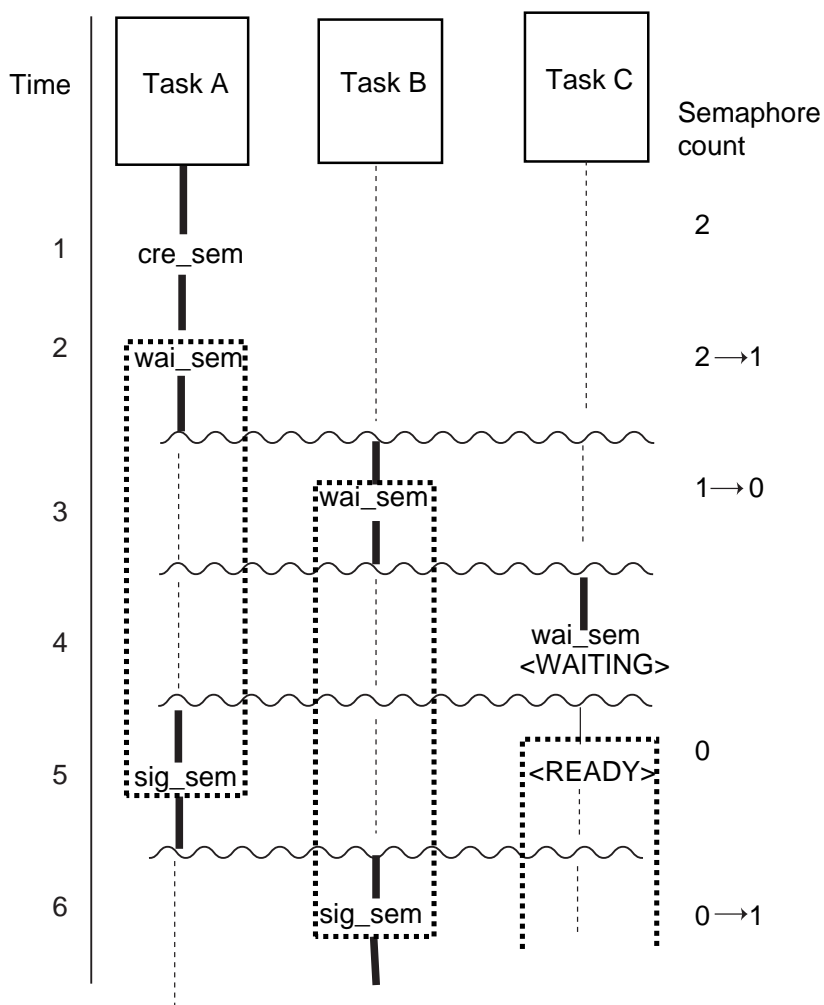 Time
Task A
Task B
Task C
Semaphore
count
1
cre_sem
2
2
wai_sem
2→1
3
wai_sem
1→0
4
wai_sem
<WAITING>
5
sig_sem
<READY>
0
6
sig_sem
0→1